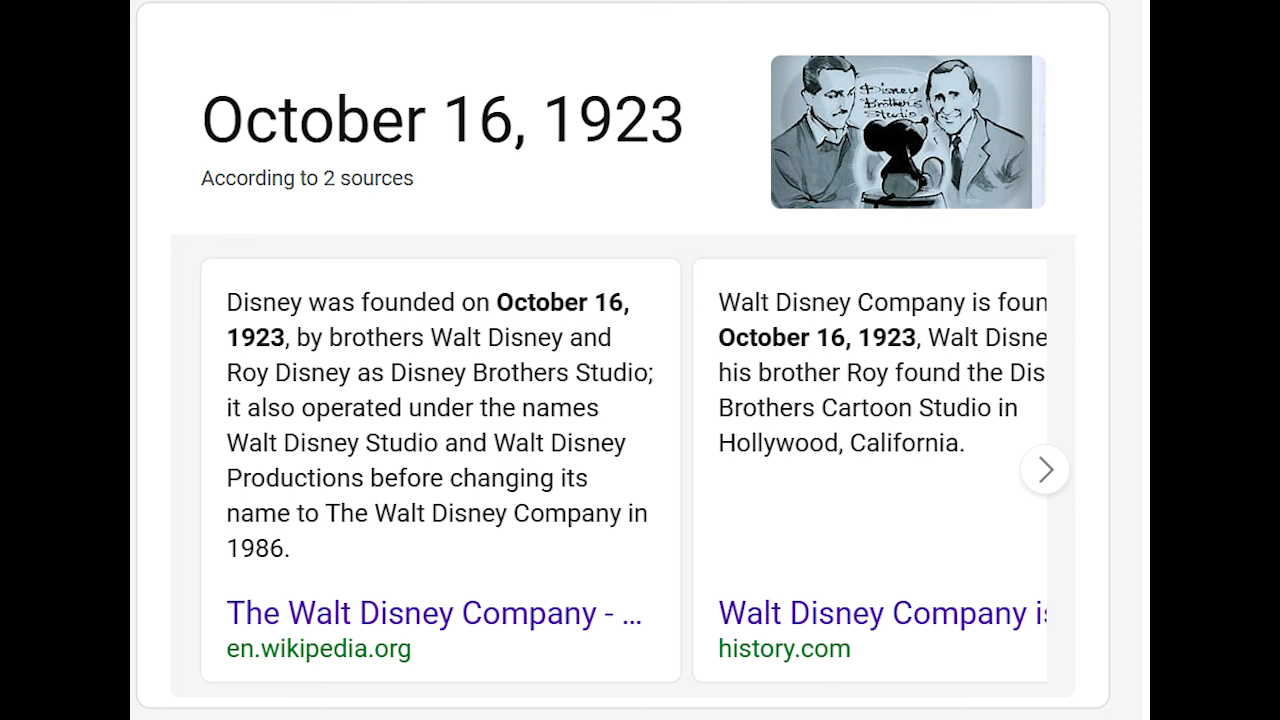 October 16, 1923
According to 2 sources
Disney
Brothers
Studio
Disney was founded on October 16,
1923, by brothers Walt Disney and
Roy Disney as Disney Brothers Studio;
it also operated under the names
Walt Disney Studio and Walt Disney
Productions before changing its
name to The Walt Disney Company in
1986.
The Walt Disney Company - ...
en.wikipedia.org
Walt Disney Company is foun
October 16, 1923, Walt Disne
his brother Roy found the Dis
Brothers Cartoon Studio in
Hollywood, California.
Walt Disney Company is
history.com